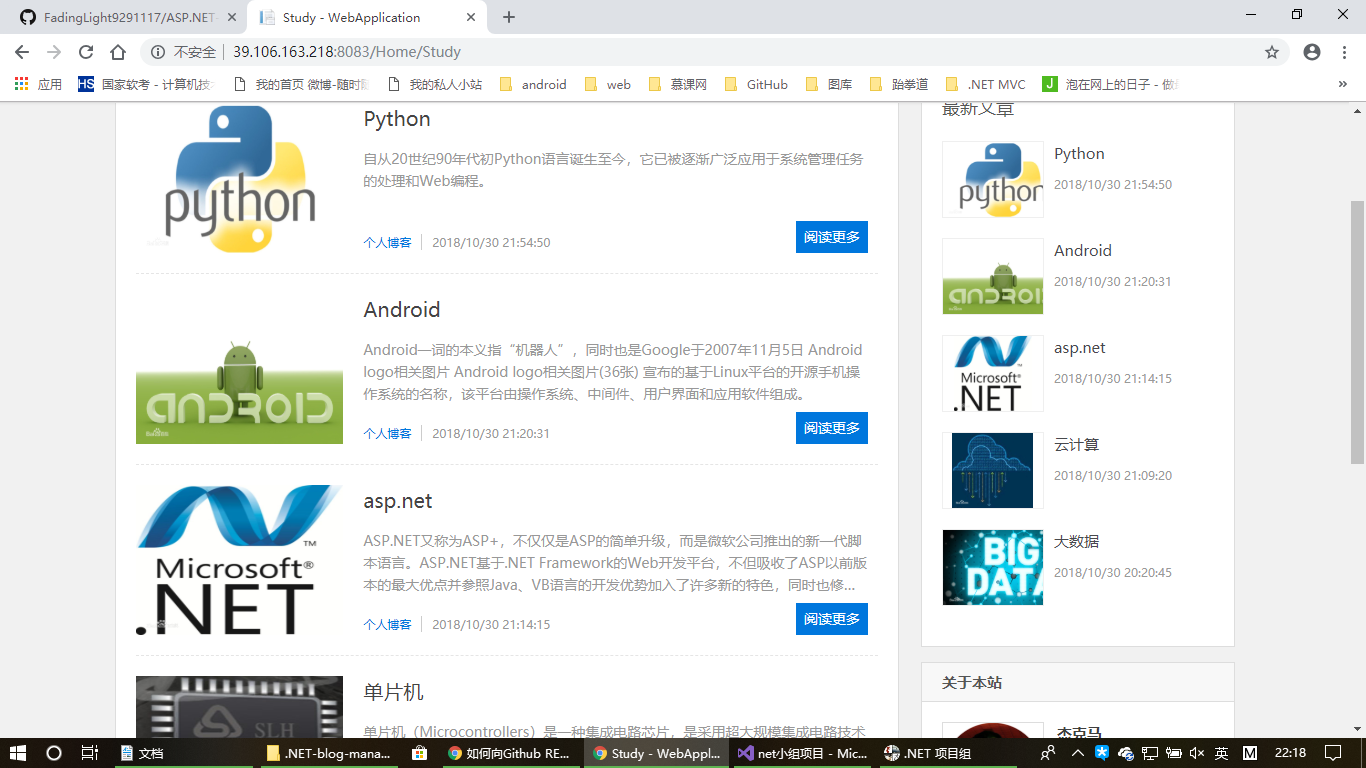 FadingLight9291117/ASP.NET-
Study - WebApplication
不安全
39.106.163.218:8083/Home/Study
应用
HS
国家软考 - 计算机技
我的首页 微博-随时随
我的私人小站
android
web
慕课网
GitHub
图库
跆拳道
.NET MVC
J
泡在网上的日子 - 做
»
python
Python
自从20世纪90年代初Python语言诞生至今，它已被逐渐广泛应用于系统管理任务
的处理和Web编程。
个人博客
2018/10/30 21:54:50
阅读更多
ANDROID
Android
Android一词的本义指“机器人”，同时也是Google于2007年11月5日 Android
logo相关图片 Android logo相关图片(36张) 宣布的基于Linux平台的开源手机操
作系统的名称，该平台由操作系统、中间件、用户界面和应用软件组成。
个人博客
2018/10/30 21:20:31
阅读更多
Microsoft®
.NET
asp.net
ASP.NET又称为ASP+，不仅仅是ASP的简单升级，而是微软公司推出的新一代脚
本语言。ASP.NET基于.NET Framework的Web开发平台，不但吸收了ASP以前版
本的最大优点并参照Java、VB语言的开发优势加入了许多新的特色，同时也修...
个人博客
2018/10/30 21:14:15
阅读更多
SLH
单片机
单片机（Microcontrollers）是一种集成电路芯片，是采用超大规模集成电路技术
最新文章
python
Python
2018/10/30 21:54:50
ANDROID
Android
2018/10/30 21:20:31
Microsoft®
.NET
asp.net
2018/10/30 21:14:15
云计算
2018/10/30 21:09:20
BIG
DATA
大数据
2018/10/30 20:20:45
关于本站
李克马
文档
.NET-blog-mana...
如何向Github RE...
Study - WebAppl...
net小组项目 - Mic...
.NET 项目组
英
M
22:18